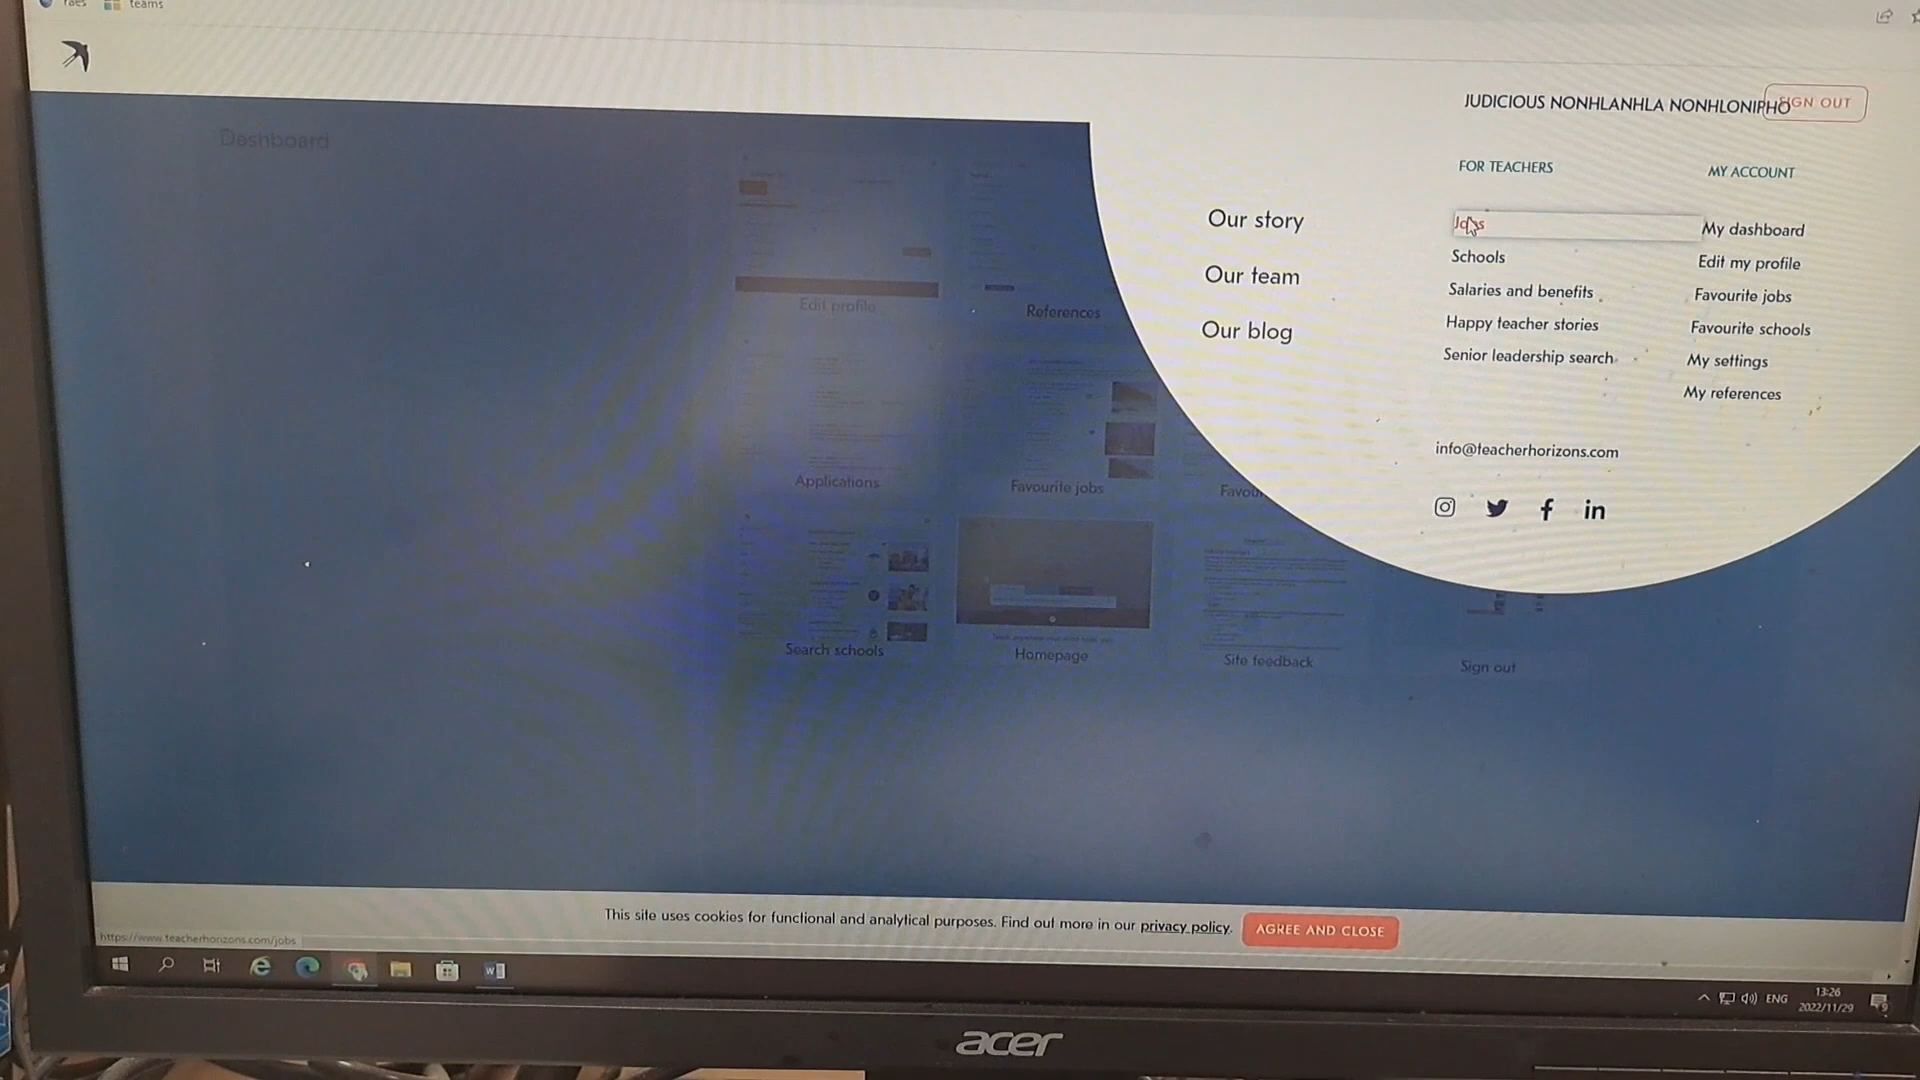 raes teams
JUDICIOUS NONHLANHLA NONHLONIPHO
SIGN OUT
Dashboard
FOR TEACHERS
MY ACCOUNT
Our story
Our team
Our blog
Jobs
Schools
Salaries and benefits
Happy teacher stories
Senior leadership search
My dashboard
Edit my profile
Favourite jobs
Favourite schools
My settings
My references
info@teacherhorizons.com
Edit profile
References
Applications
Favourite jobs
Favou
Search schools
Homepage
Site feedback
Sign out
This site uses cookies for functional and analytical purposes. Find out more in our privacy policy.
AGREE AND CLOSE
https://www.teacherhorizons.com/jobs
ENG
13:26
2022/11/29
acer